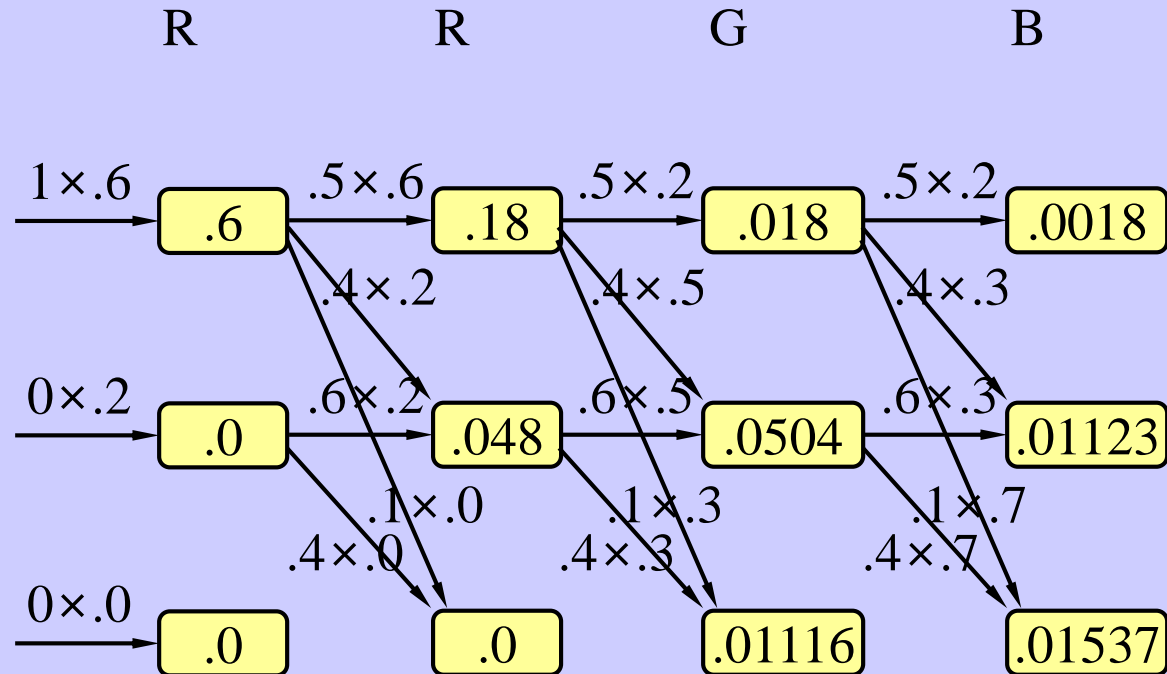 R R G B
1×.6 .5×.6 .5×.2 .5×.2
.6 .18 .018 .0018
.4×.2 .4×.5 .4×.3
0×.2 .6×.2 .6×.5 .6×.3
.0 .048 .0504 .01123
.1×.0 .1×.3 .1×.7
.4×.0 .4×.3 .4×.7
0×.0
.0 .0 .01116 .01537